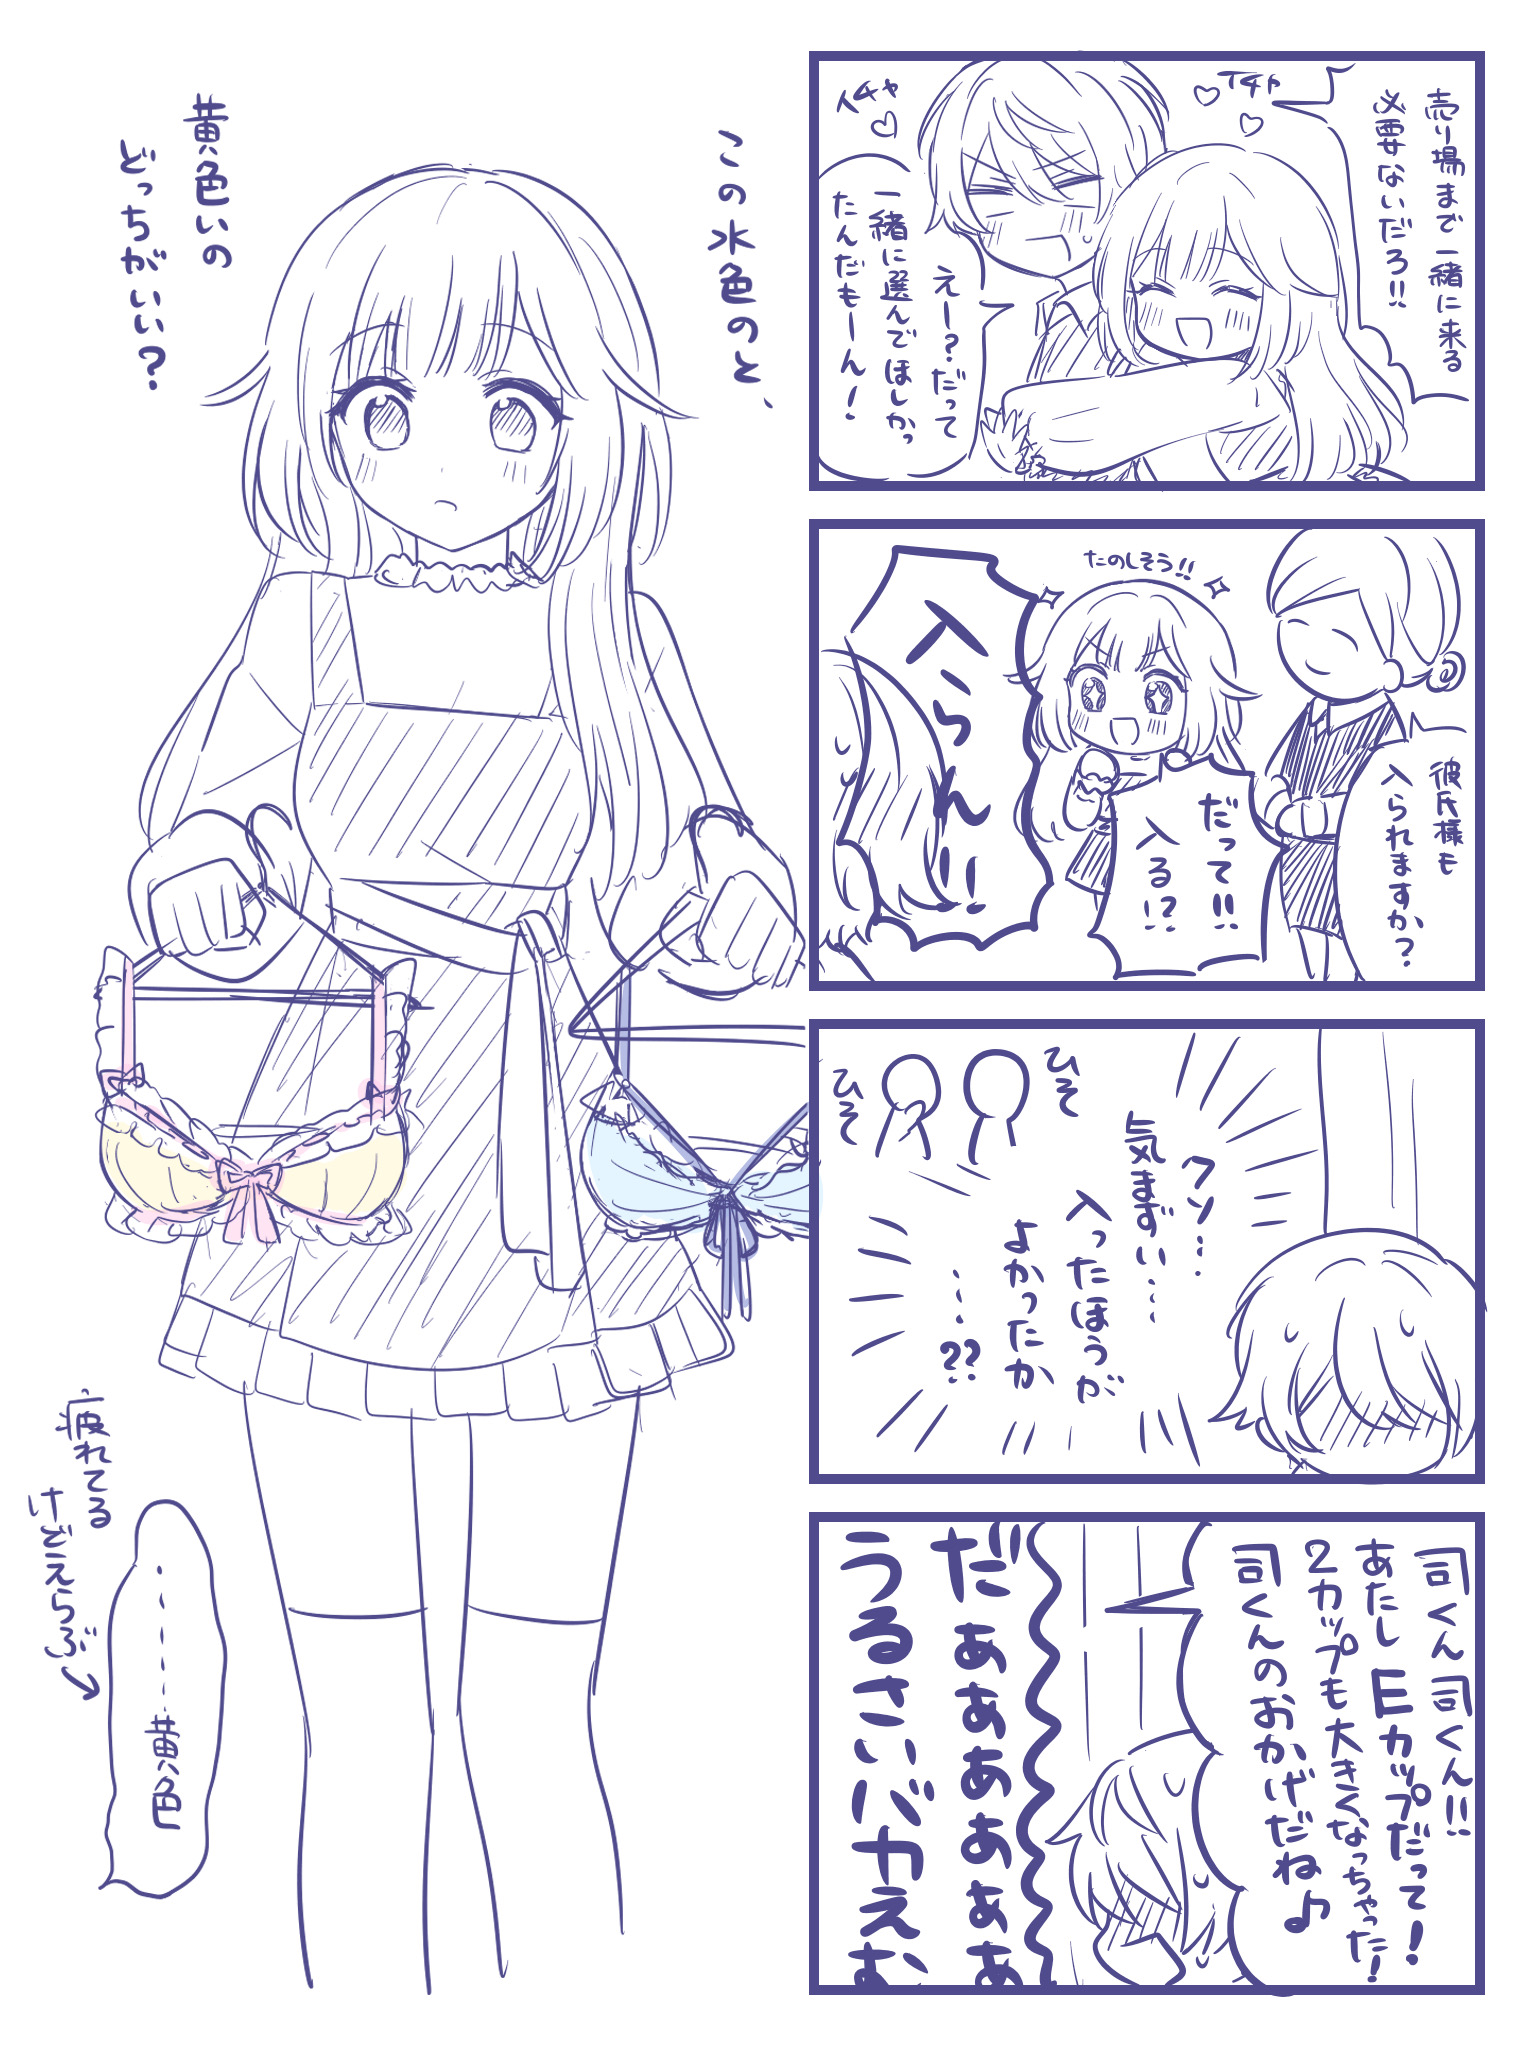 売り場まで一緒に来る
必要ないだろ!!
イチャ
イチャ
えー?だって
一緒に選んでほしかっ
たんだもーん!
彼氏様も
入られますか?
たのしそう!!
だって!!
入る!?
入らん!!
クソ…
気まずい…
入ったほうが
よかったか
……??
ひそ
ひそ
司くん司くん!!
あたしEカップだって!
2カップも大きくなっちゃった!
司くんのおかげだね♪
だぁぁぁぁぁぁ
うるさいバカえむ
この水色のと、
黄色いの
どっちがいい?
疲れてる
けどえらぶ
………黄色